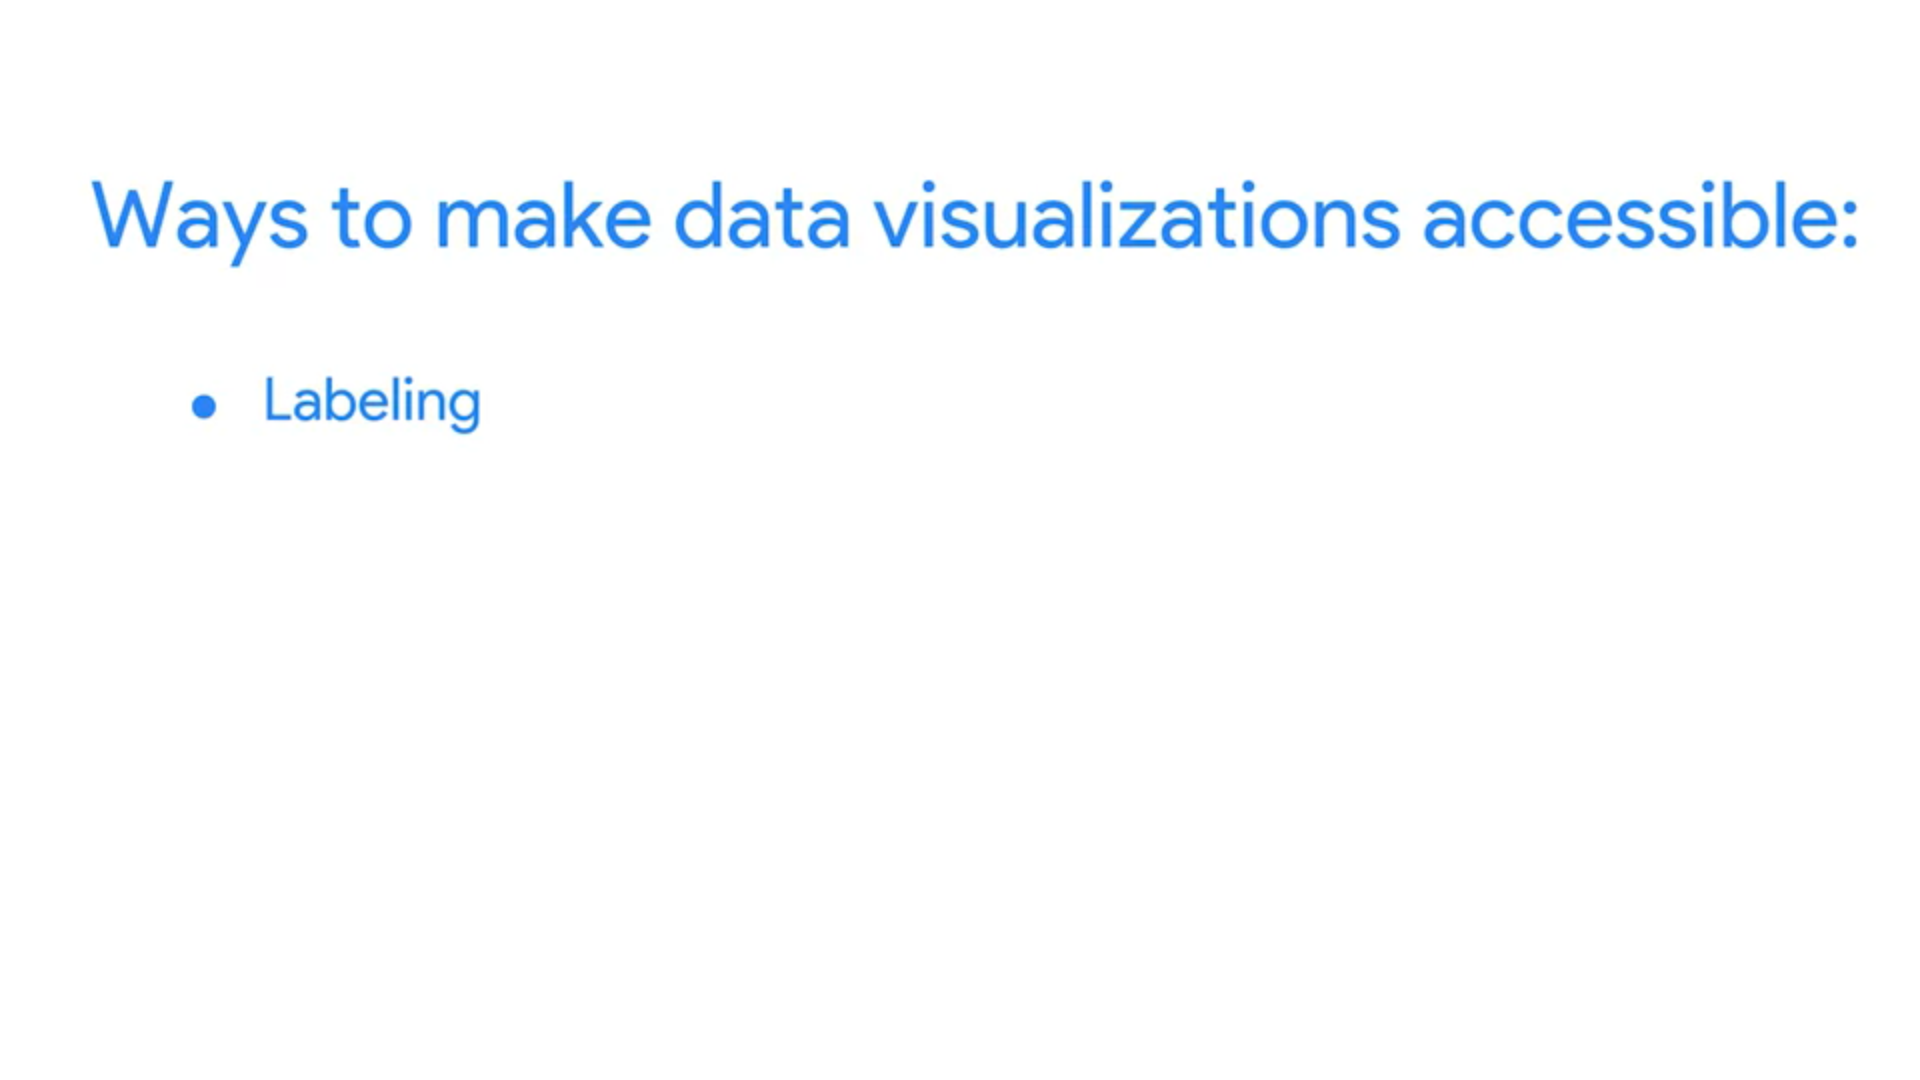 Ways to make data visualizations accessible:
• Labeling